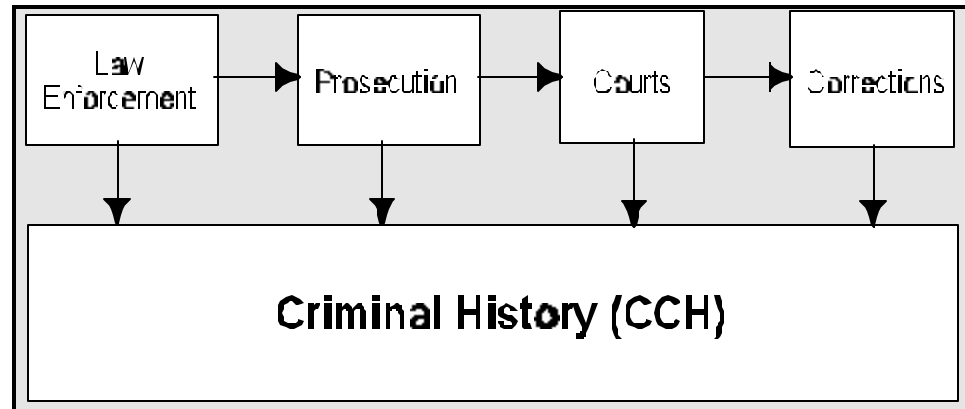 Law
Enforcement
Prosecution
Courts
Corrections
Criminal History (CCH)